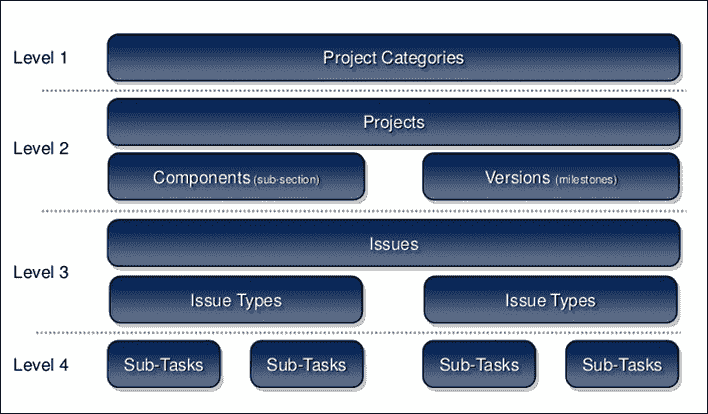 Level 1
Project Categories
Level 2
Projects
Components (sub-section)
Versions (milestones)
Level 3
Issues
Issue Types
Issue Types
Level 4
Sub-Tasks
Sub-Tasks
Sub-Tasks
Sub-Tasks